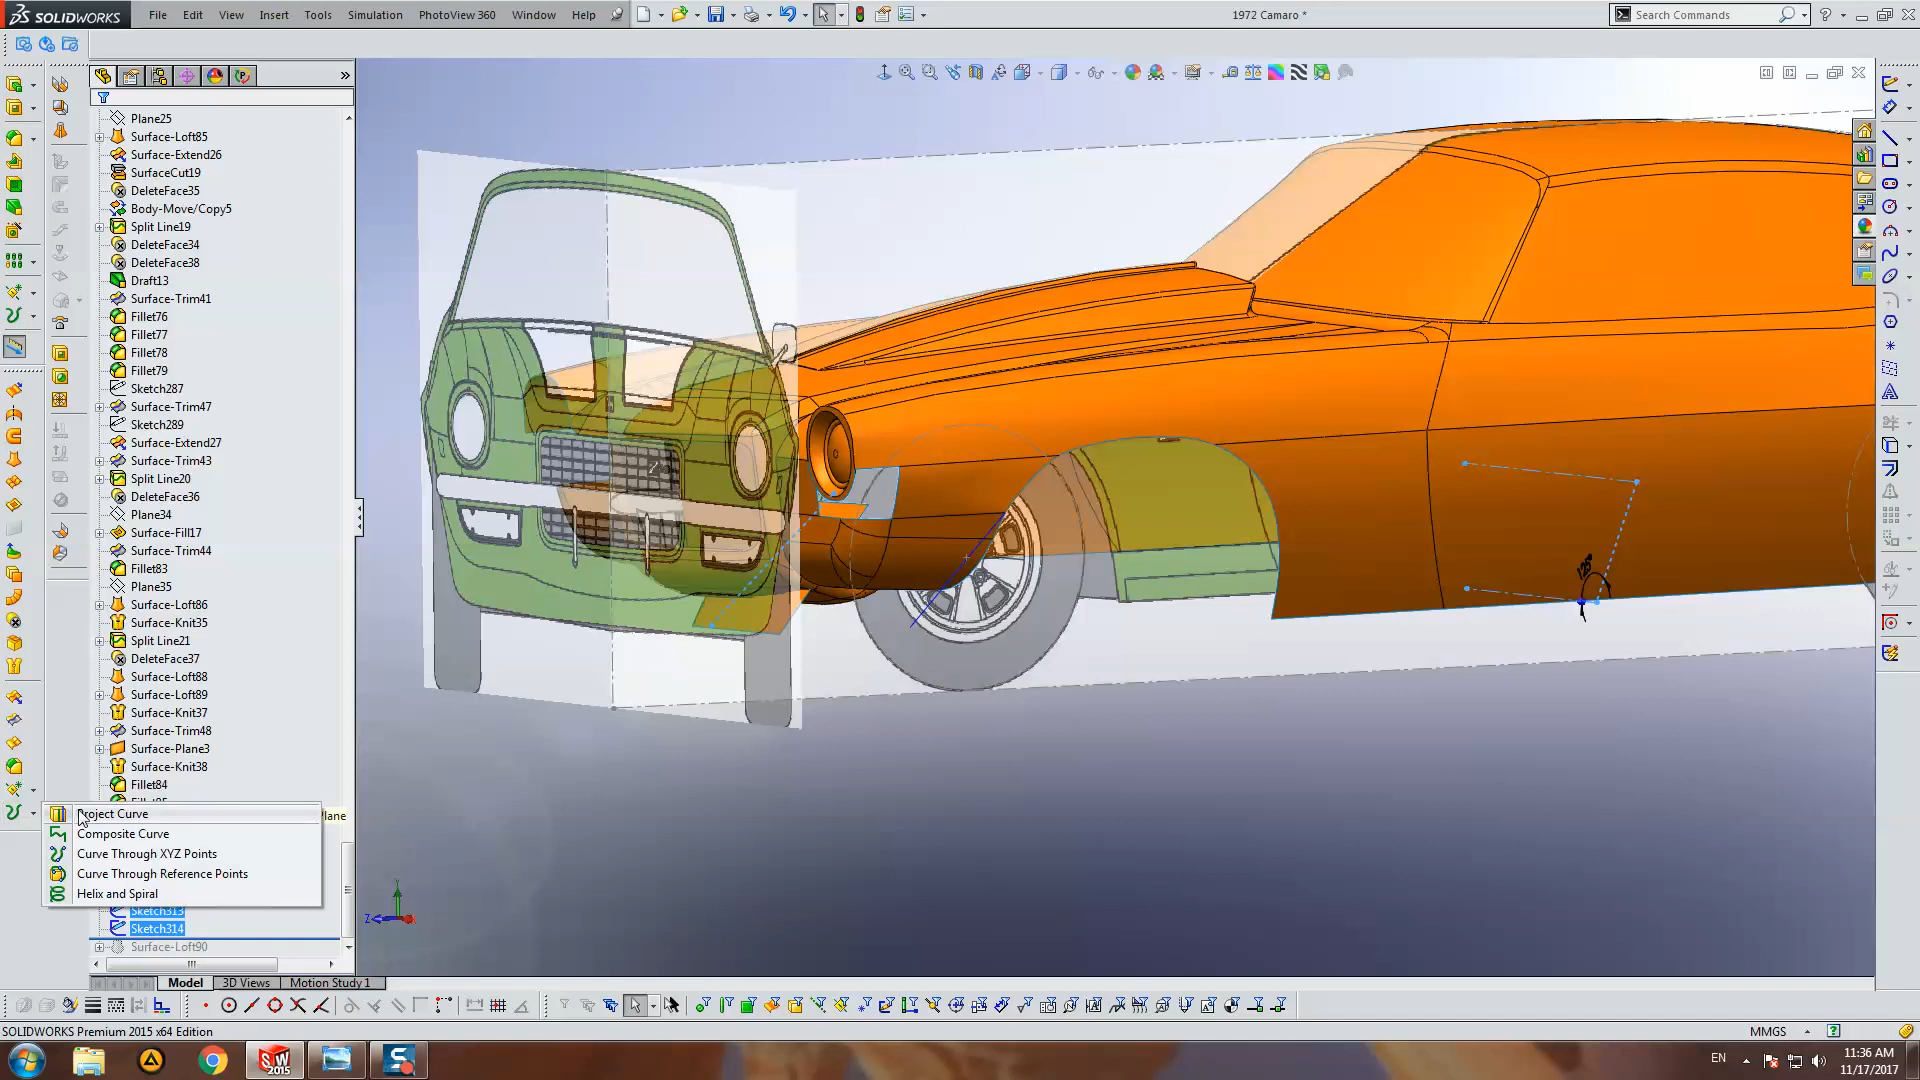 SOLIDWORKS
File Edit View Insert Tools Simulation PhotoView 360 Window Help
1972 Camaro *
Search Commands
Plane25
Surface-Loft85
Surface-Extend26
SurfaceCut19
DeleteFace35
Body-Move/Copy5
Split Line19
DeleteFace34
DeleteFace38
Draft13
Surface-Trim41
Fillet76
Fillet77
Fillet78
Fillet79
Sketch287
Surface-Trim47
Sketch289
Surface-Extend27
Surface-Trim43
Split Line20
DeleteFace36
Plane34
Surface-Fill17
Surface-Trim44
Fillet83
Plane35
Surface-Loft86
Surface-Knit35
Split Line21
DeleteFace37
Surface-Loft88
Surface-Loft89
Surface-Knit37
Surface-Trim48
Surface-Plane3
Surface-Knit38
Fillet84
Project Curve
Composite Curve
Curve Through XYZ Points
Curve Through Reference Points
Helix and Spiral
Sketch313
Sketch314
Surface-Loft90
Y
Z
Model 3D Views Motion Study 1
SOLIDWORKS Premium 2015 x64 Edition
MMGS
EN
11:36 AM
11/17/2017